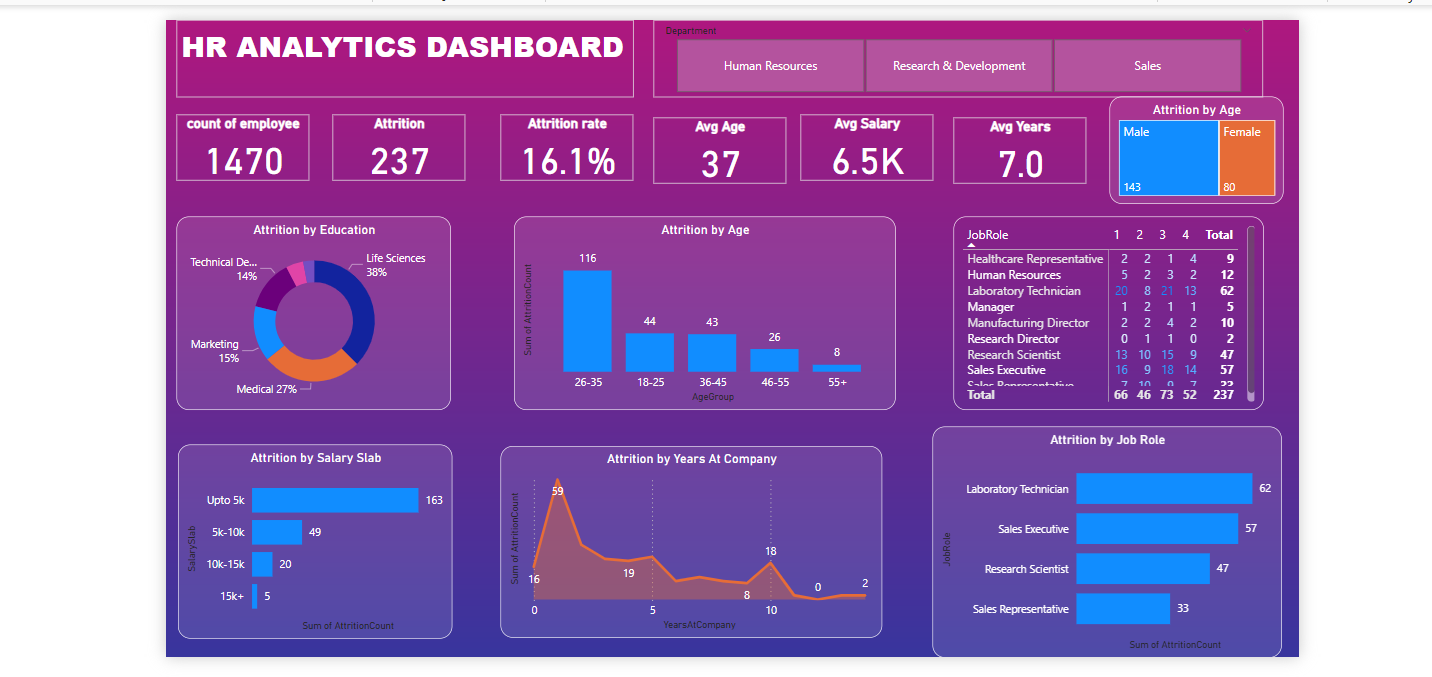 HR ANALYTICS DASHBOARD
Department
Human Resources
Research & Development
Sales
count of employee
1470
Attrition
237
Attrition rate
16.1%
Avg Age
37
Avg Salary
6.5K
Avg Years
7.0
Attrition by Age
Male
Female
143
80
Attrition by Education
Technical De...
14%
Life Sciences
38%
Marketing
15%
Medical 27%
Attrition by Age
Sum of AttritionCount
116
44
43
26
8
26-35
18-25
36-45
46-55
55+
AgeGroup
JobRole 1 2 3 4 Total
Healthcare Representative 2 2 1 4 9
Human Resources 5 2 3 2 12
Laboratory Technician 20 8 21 13 62
Manager 1 2 1 1 5
Manufacturing Director 2 2 4 2 10
Research Director 0 1 1 0 2
Research Scientist 13 10 15 9 47
Sales Executive 16 9 18 14 57
Sales Representative 7 10 9 7 33
Total 66 46 73 52 237
Attrition by Salary Slab
SalarySlab
Upto 5k 163
5k-10k 49
10k-15k 20
15k+ 5
Sum of AttritionCount
Attrition by Years At Company
Sum of AttritionCount
59
16
19
8
18
0
2
0
5
10
YearsAtCompany
Attrition by Job Role
JobRole
Laboratory Technician 62
Sales Executive 57
Research Scientist 47
Sales Representative 33
Sum of AttritionCount